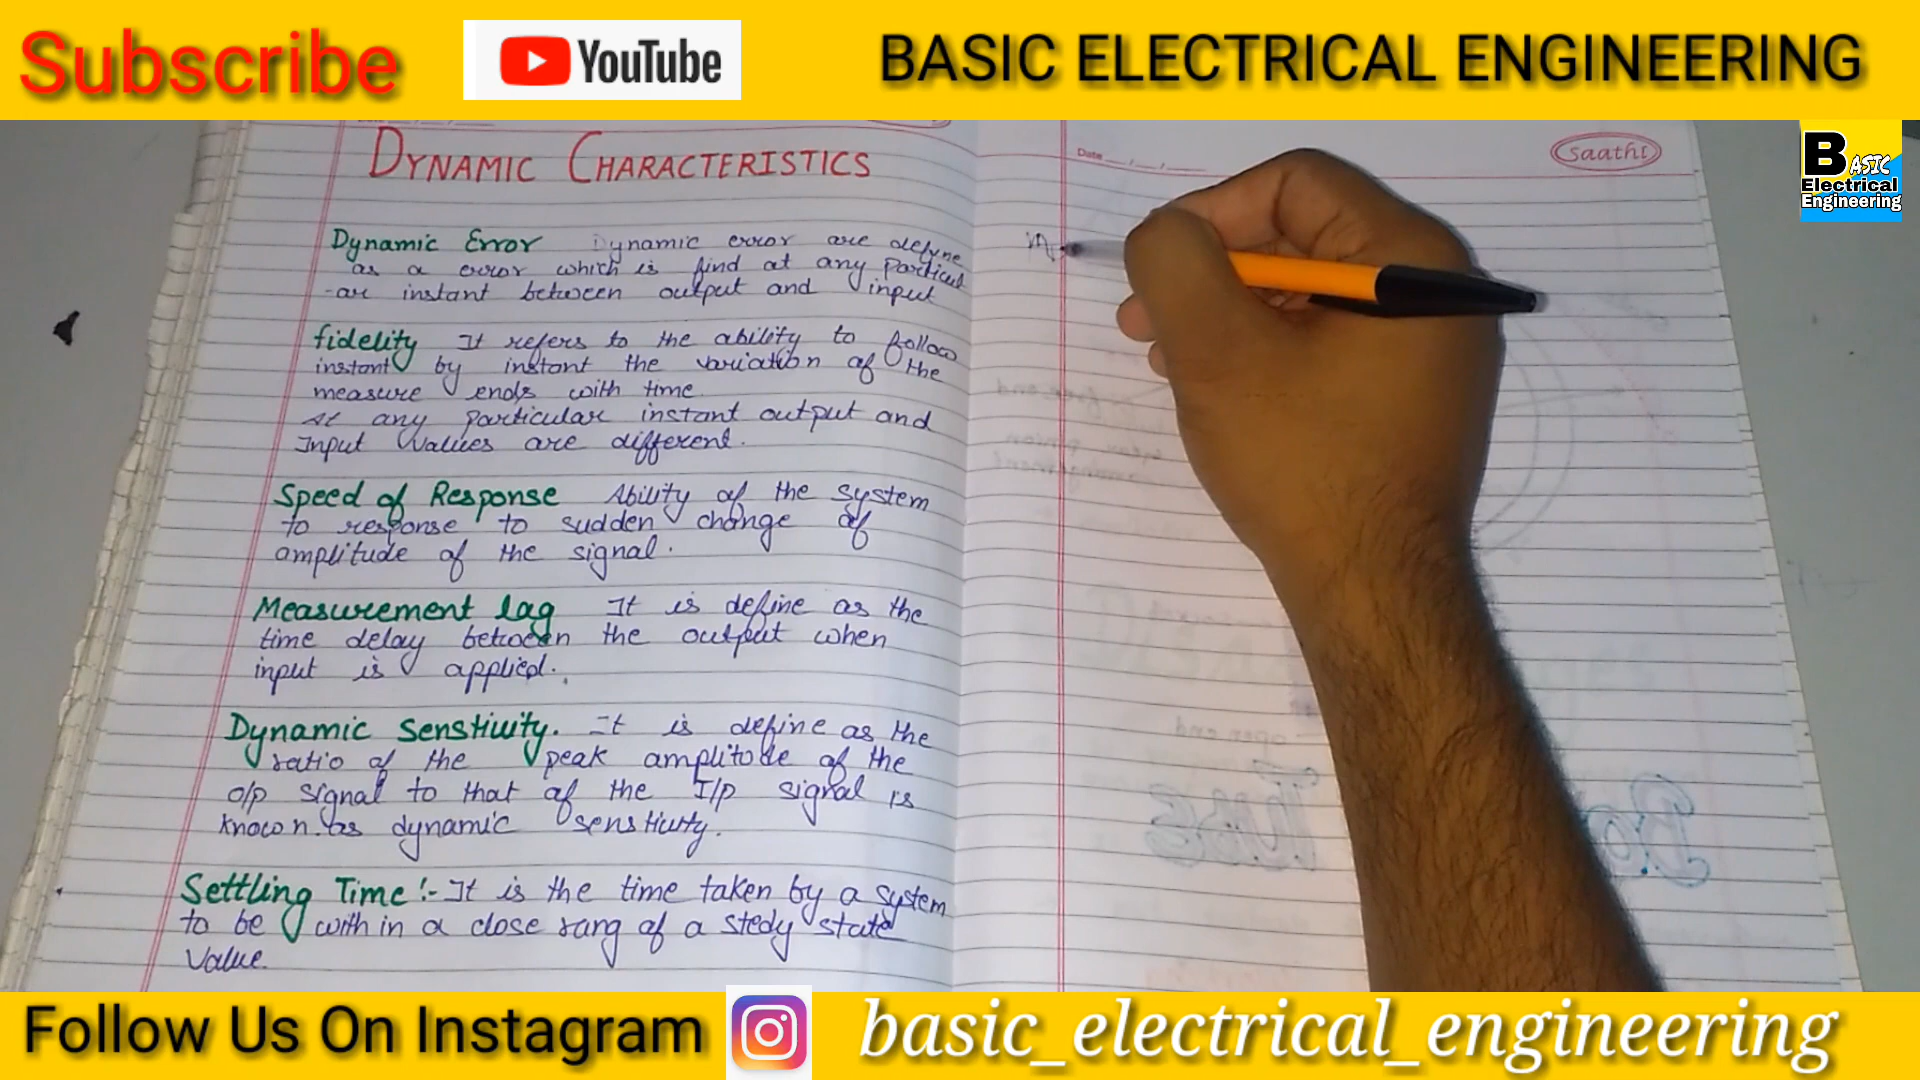 Subscribe
YouTube
BASIC ELECTRICAL ENGINEERING
DYNAMIC CHARACTERISTICS
Dynamic Error Dynamic error are define
as a error which is find at any particul
-ar instant between output and input
fidelity It refers to the ability to follow
instant by instant the variation of the
measure ends with time
At any particular instant output and
Input values are different.
Speed of Response Ability of the system
to response to sudden change of
amplitude of the signal.
Measurement lag It is define as the
time delay between the output when
input is applied.
Dynamic Senstivity. It is define as the
ratio of the peak amplitude of the
o/p signal to that of the I/p signal is
known as dynamic senstivity.
Settling Time :- It is the time taken by a system
to be with in a close rang of a stedy state
value.
Date
Saathi
BASIC
Electrical
Engineering
Follow Us On Instagram
basic_electrical_engineering